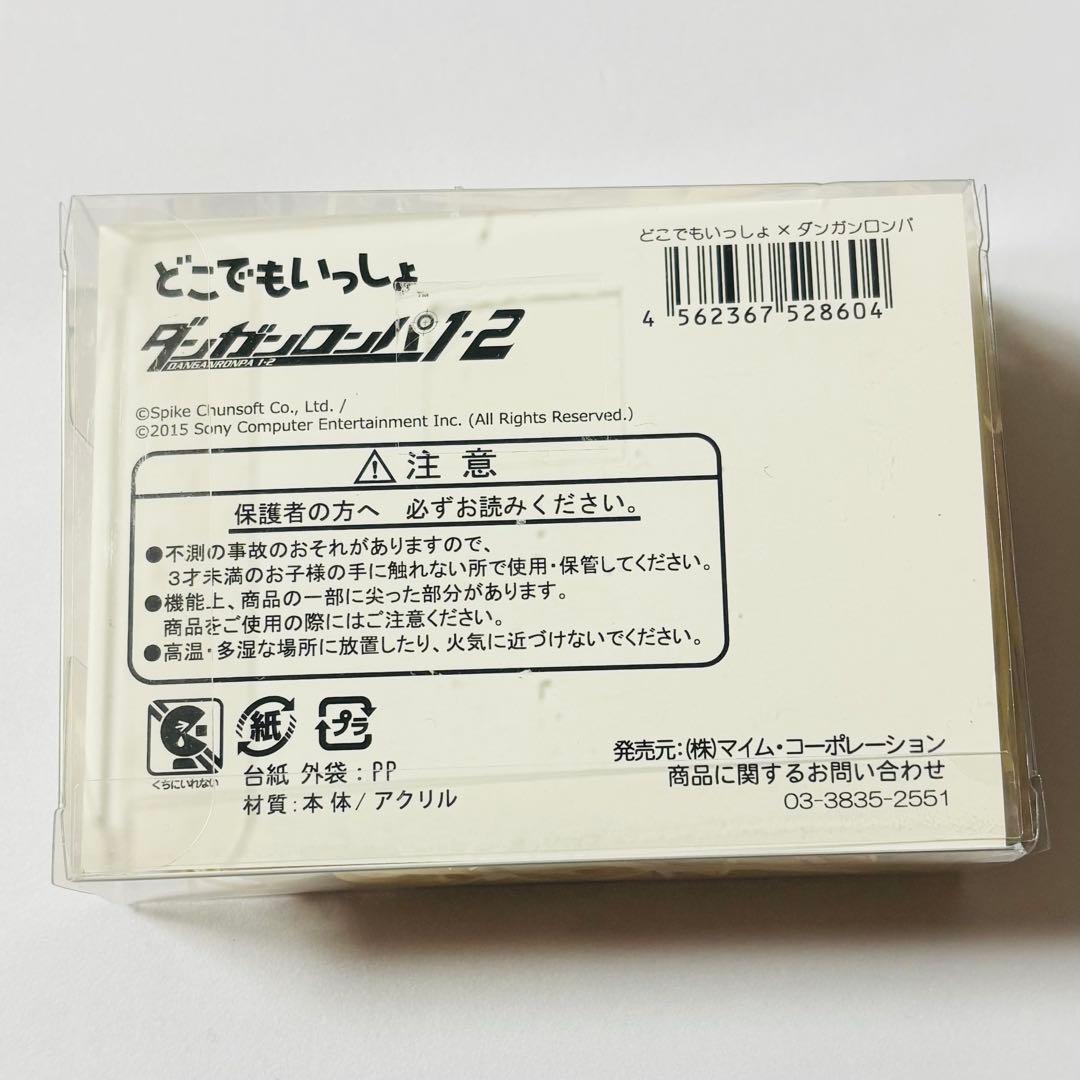 どこでもいっしょ × ダンガンロンパ
4 562367 528604
どこでもいっしょ
TM
ダンガンロンパ1・2
DANGANRONPA 1・2
©Spike Chunsoft Co., Ltd. /
©2015 Sony Computer Entertainment Inc. (All Rights Reserved.)
注 意
保護者の方へ 必ずお読みください。
●不測の事故のおそれがありますので、
3才未満のお子様の手に触れない所で使用・保管してください。
●機能上、商品の一部に尖った部分があります。
商品をご使用の際にはご注意ください。
●高温・多湿な場所に放置したり、火気に近づけないでください。
くちにいれない
紙
プラ
台紙 外袋：PP
材質：本体/アクリル
発売元：(株)マイム・コーポレーション
商品に関するお問い合わせ
03-3835-2551